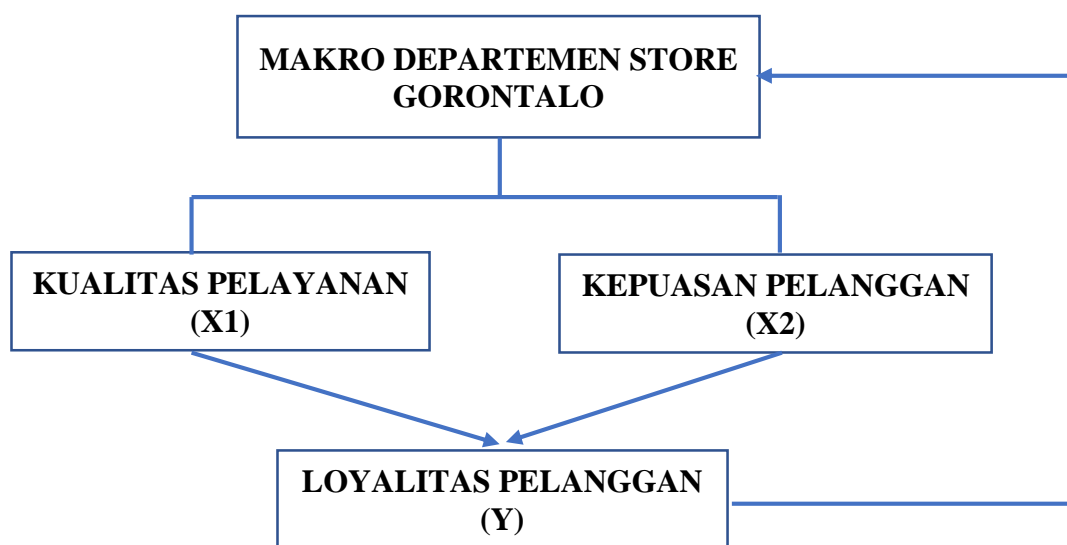 MAKRO DEPARTEMEN STORE
GORONTALO
KUALITAS PELAYANAN
(X1)
KEPUASAN PELANGGAN
(X2)
LOYALITAS PELANGGAN
(Y)